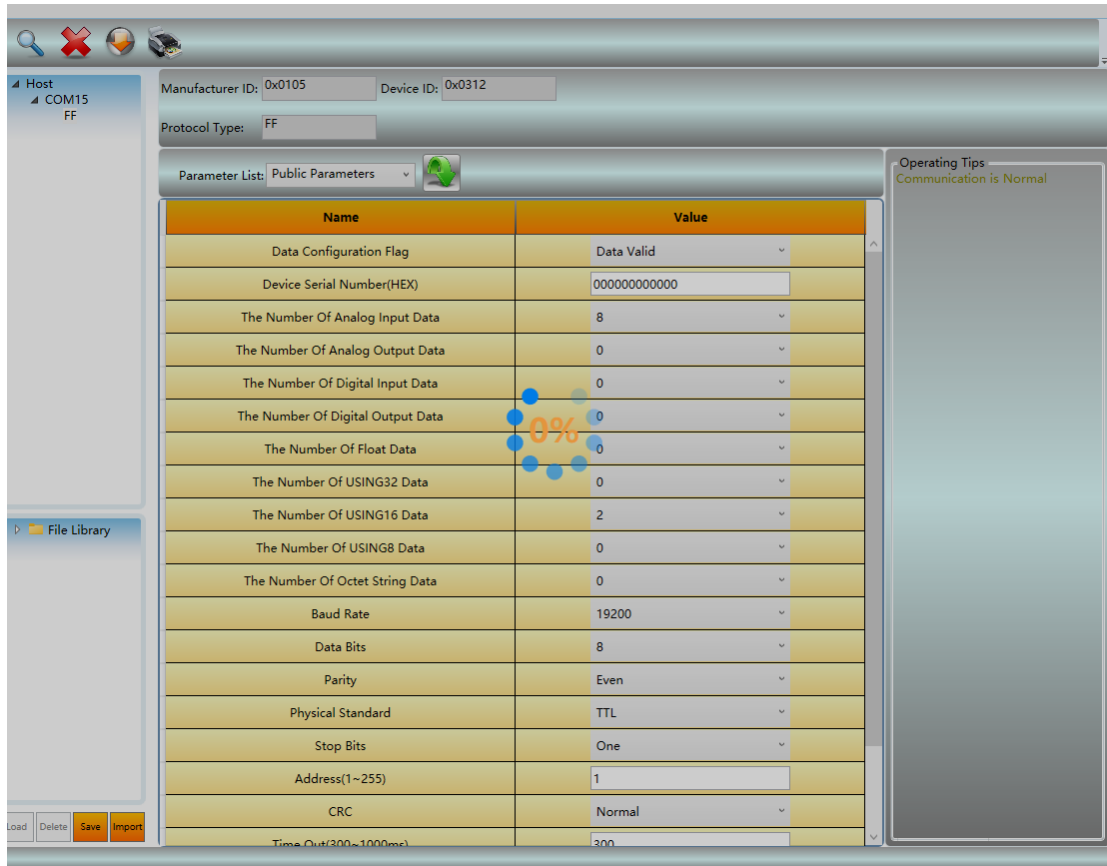 Host
COM15
FF
Manufacturer ID: 0x0105 Device ID: 0x0312
Protocol Type: FF
Parameter List: Public Parameters
Operating Tips
Communication is Normal
Name Value
Data Configuration Flag Data Valid
Device Serial Number(HEX) 000000000000
The Number Of Analog Input Data 8
The Number Of Analog Output Data 0
The Number Of Digital Input Data 0
The Number Of Digital Output Data 0
0%
The Number Of Float Data 0
The Number Of USING32 Data 0
The Number Of USING16 Data 2
The Number Of USING8 Data 0
The Number Of Octet String Data 0
Baud Rate 19200
Data Bits 8
Parity Even
Physical Standard TTL
Stop Bits One
Address(1~255) 1
CRC Normal
Time Out(300~1000ms) 300
File Library
Load Delete Save Import